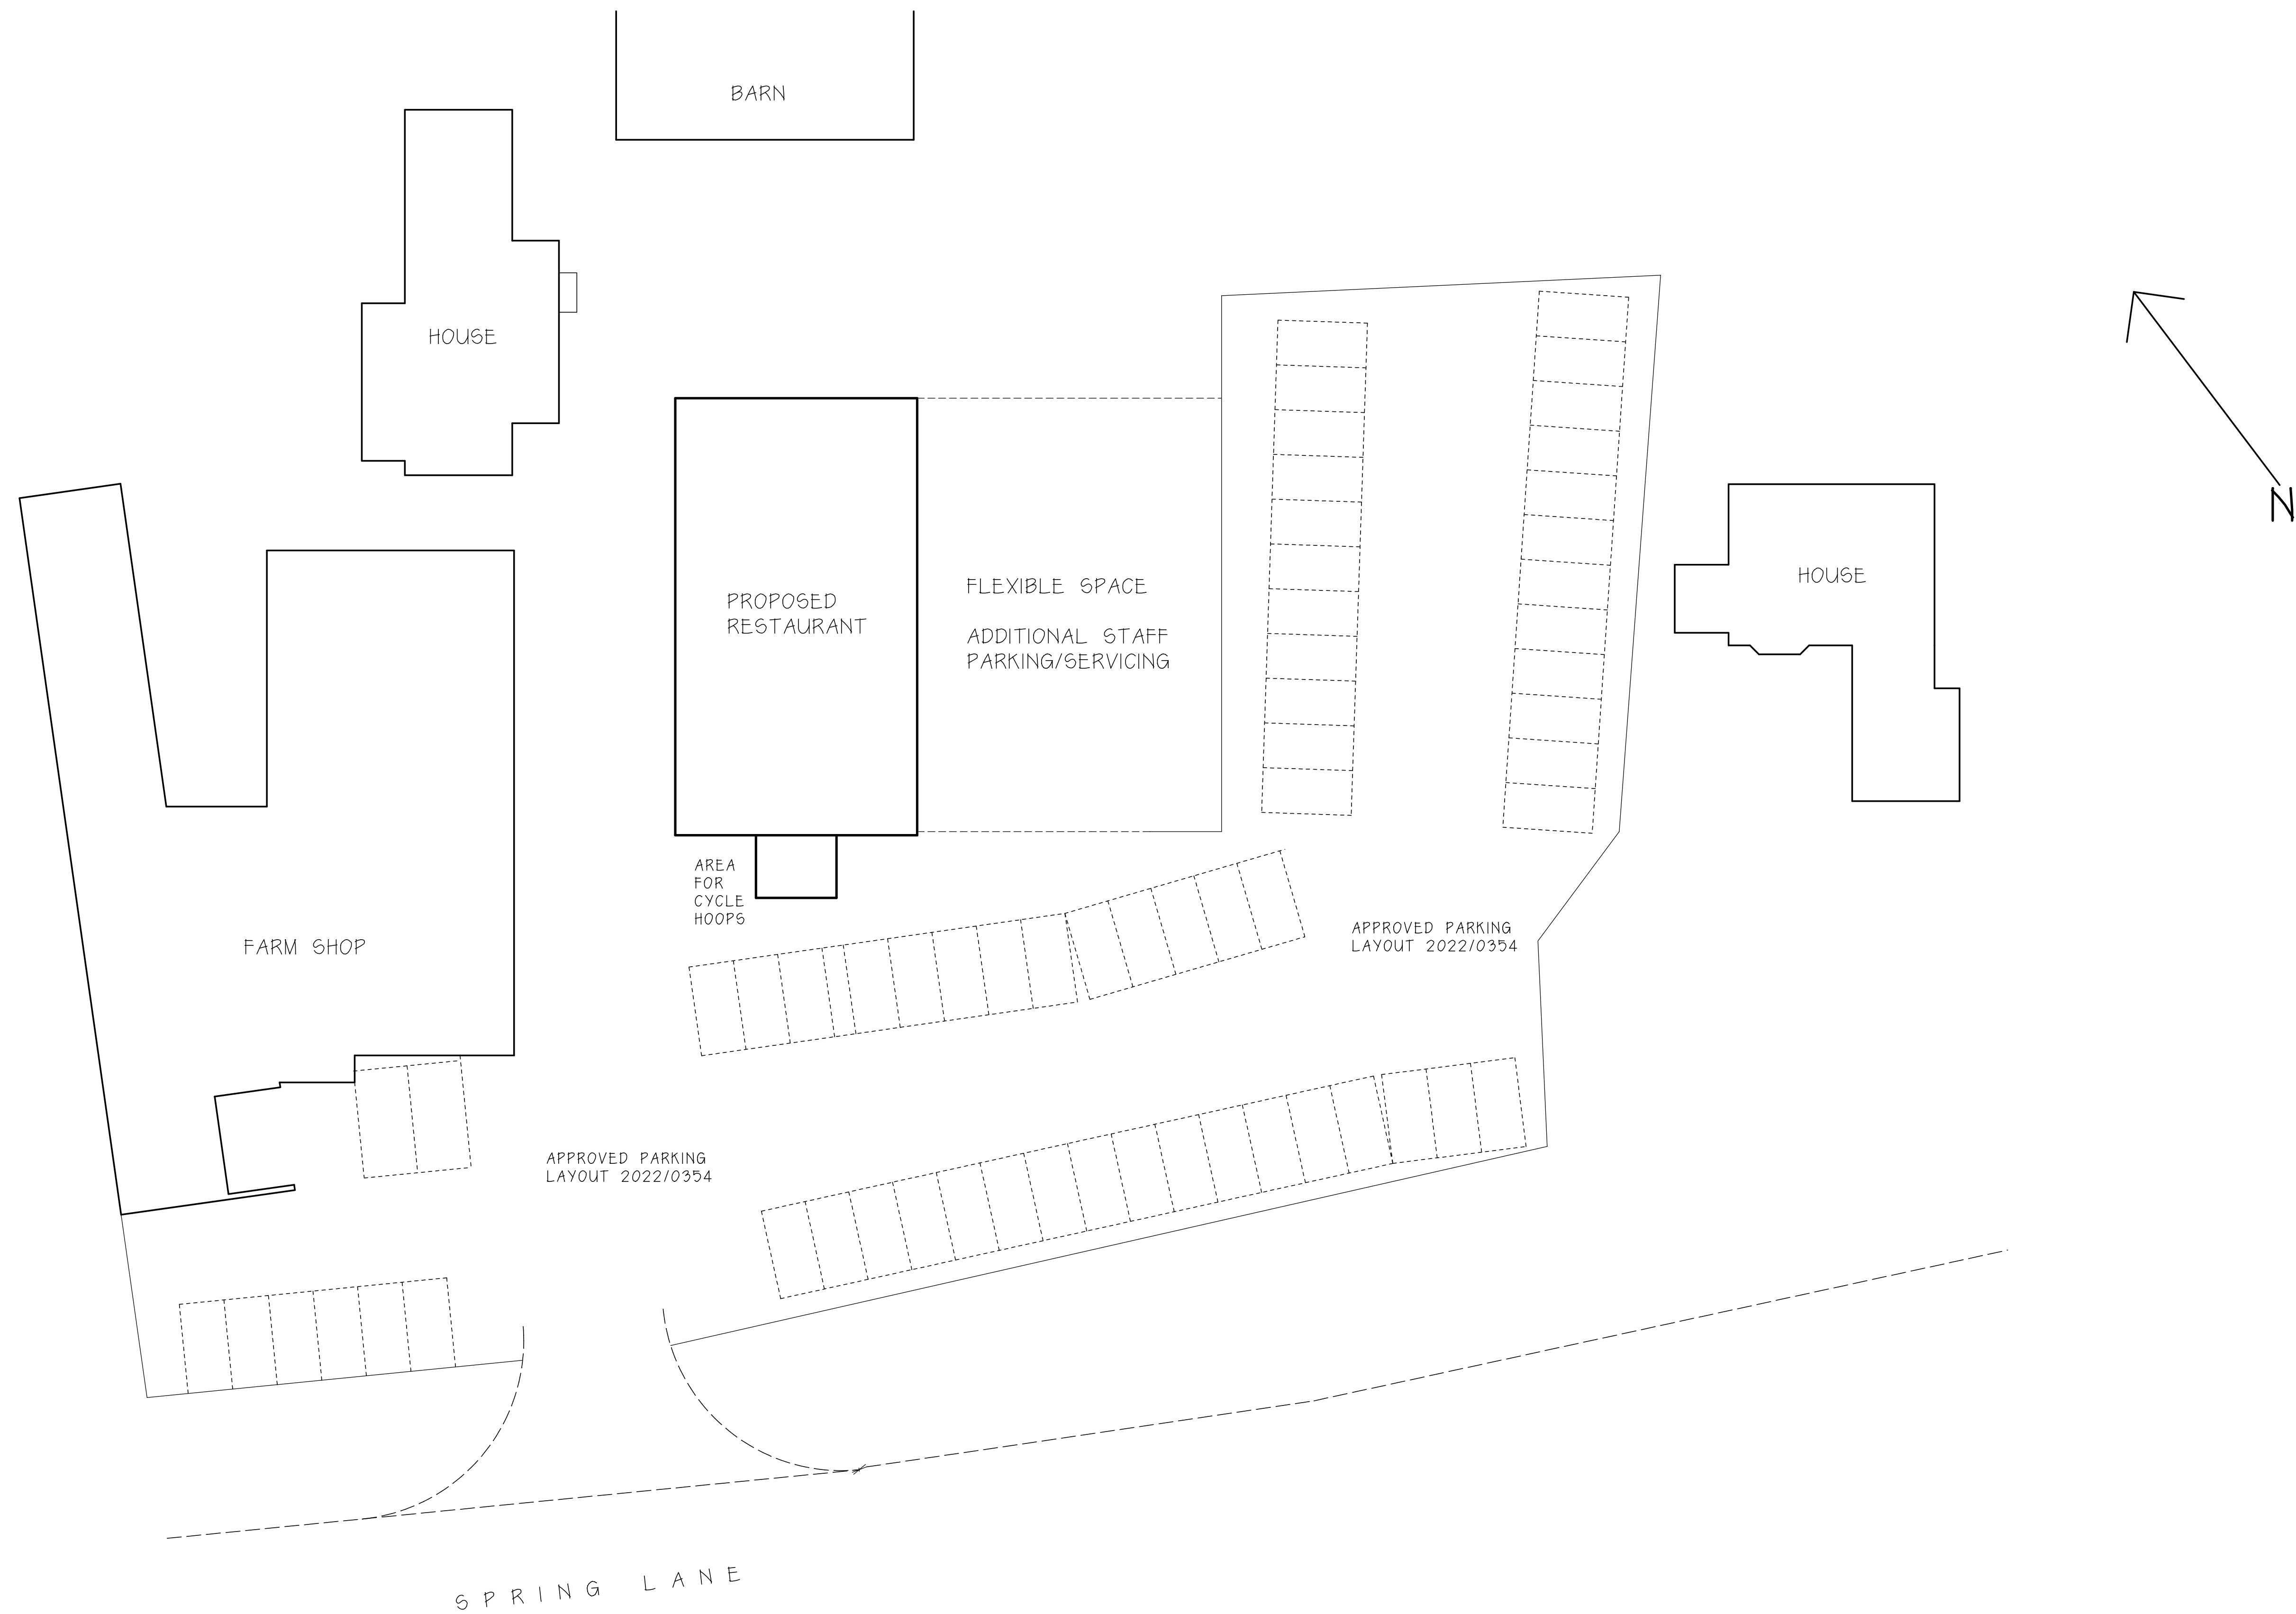 BARN
HOUSE
N
HOUSE
PROPOSED
RESTAURANT
FLEXIBLE SPACE
ADDITIONAL STAFF
PARKING/SERVICING
AREA
FOR
CYCLE
HOOPS
FARM SHOP
APPROVED PARKING
LAYOUT 2022/0354
APPROVED PARKING
LAYOUT 2022/0354
SPRING LANE